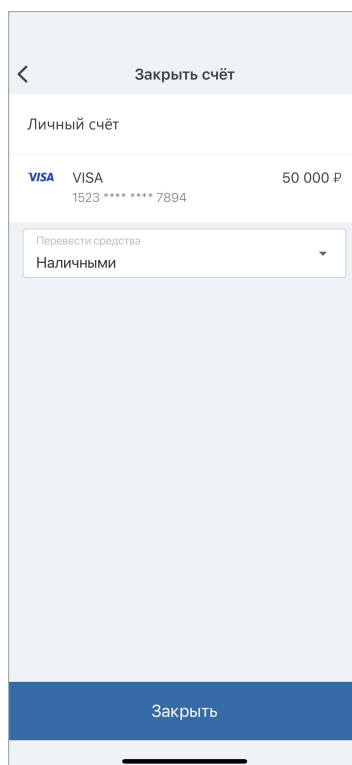 Закрыть счёт
Личный счёт
VISA VISA 50 000 ₽
1523 **** **** 7894
Перевести средства
Наличными
Закрыть